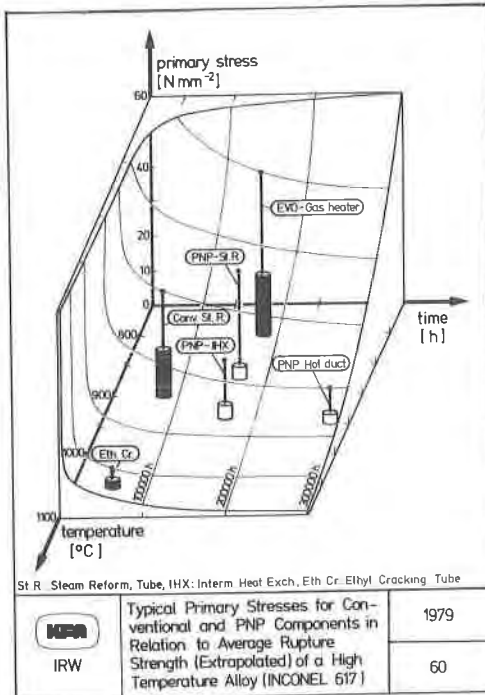 primary stress
[N mm⁻²]
60
40
20
10
0
EVO-Gas heater
PNP-St.R
Conv. St. R.
PNP-IHX
PNP Hot duct
time
[h]
800
900
1000
Eth. Cr.
10000 h
20000 h
30000 h
1100
temperature
[°C]
St R Steam Reform, Tube, IHX: Interm Heat Exch, Eth Cr. Ethyl Cracking Tube
KFA
IRW
Typical Primary Stresses for Con-
ventional and PNP Components in
Relation to Average Rupture
Strength (Extrapolated) of a High
Temperature Alloy (INCONEL 617)
1979
60